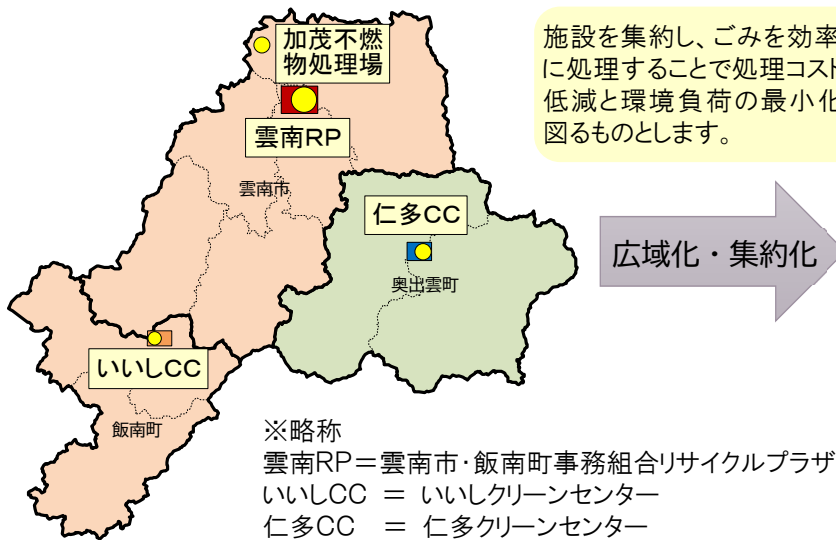 加茂不燃
物処理場
雲南RP
雲南市
仁多CC
奥出雲町
いいしCC
飯南町
施設を集約し、ごみを効率
に処理することで処理コスト
低減と環境負荷の最小化
図るものとします。
広域化・集約化
※略称
雲南RP＝雲南市・飯南町事務組合リサイクルプラザ
いいしCC ＝ いいしクリーンセンター
仁多CC ＝ 仁多クリーンセンター